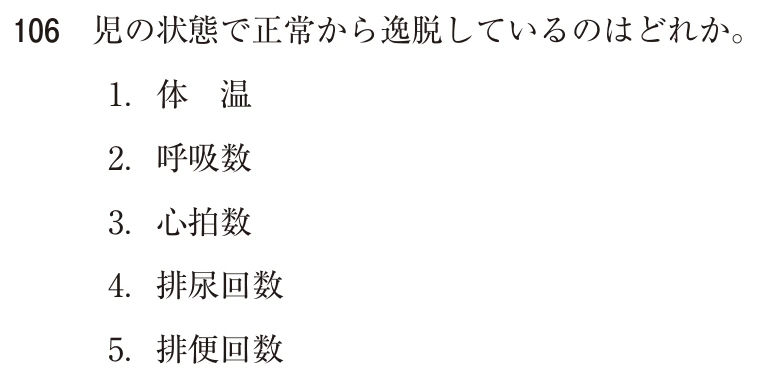 106 児の状態で正常から逸脱しているのはどれか。
1. 体　温
2. 呼吸数
3. 心拍数
4. 排尿回数
5. 排便回数